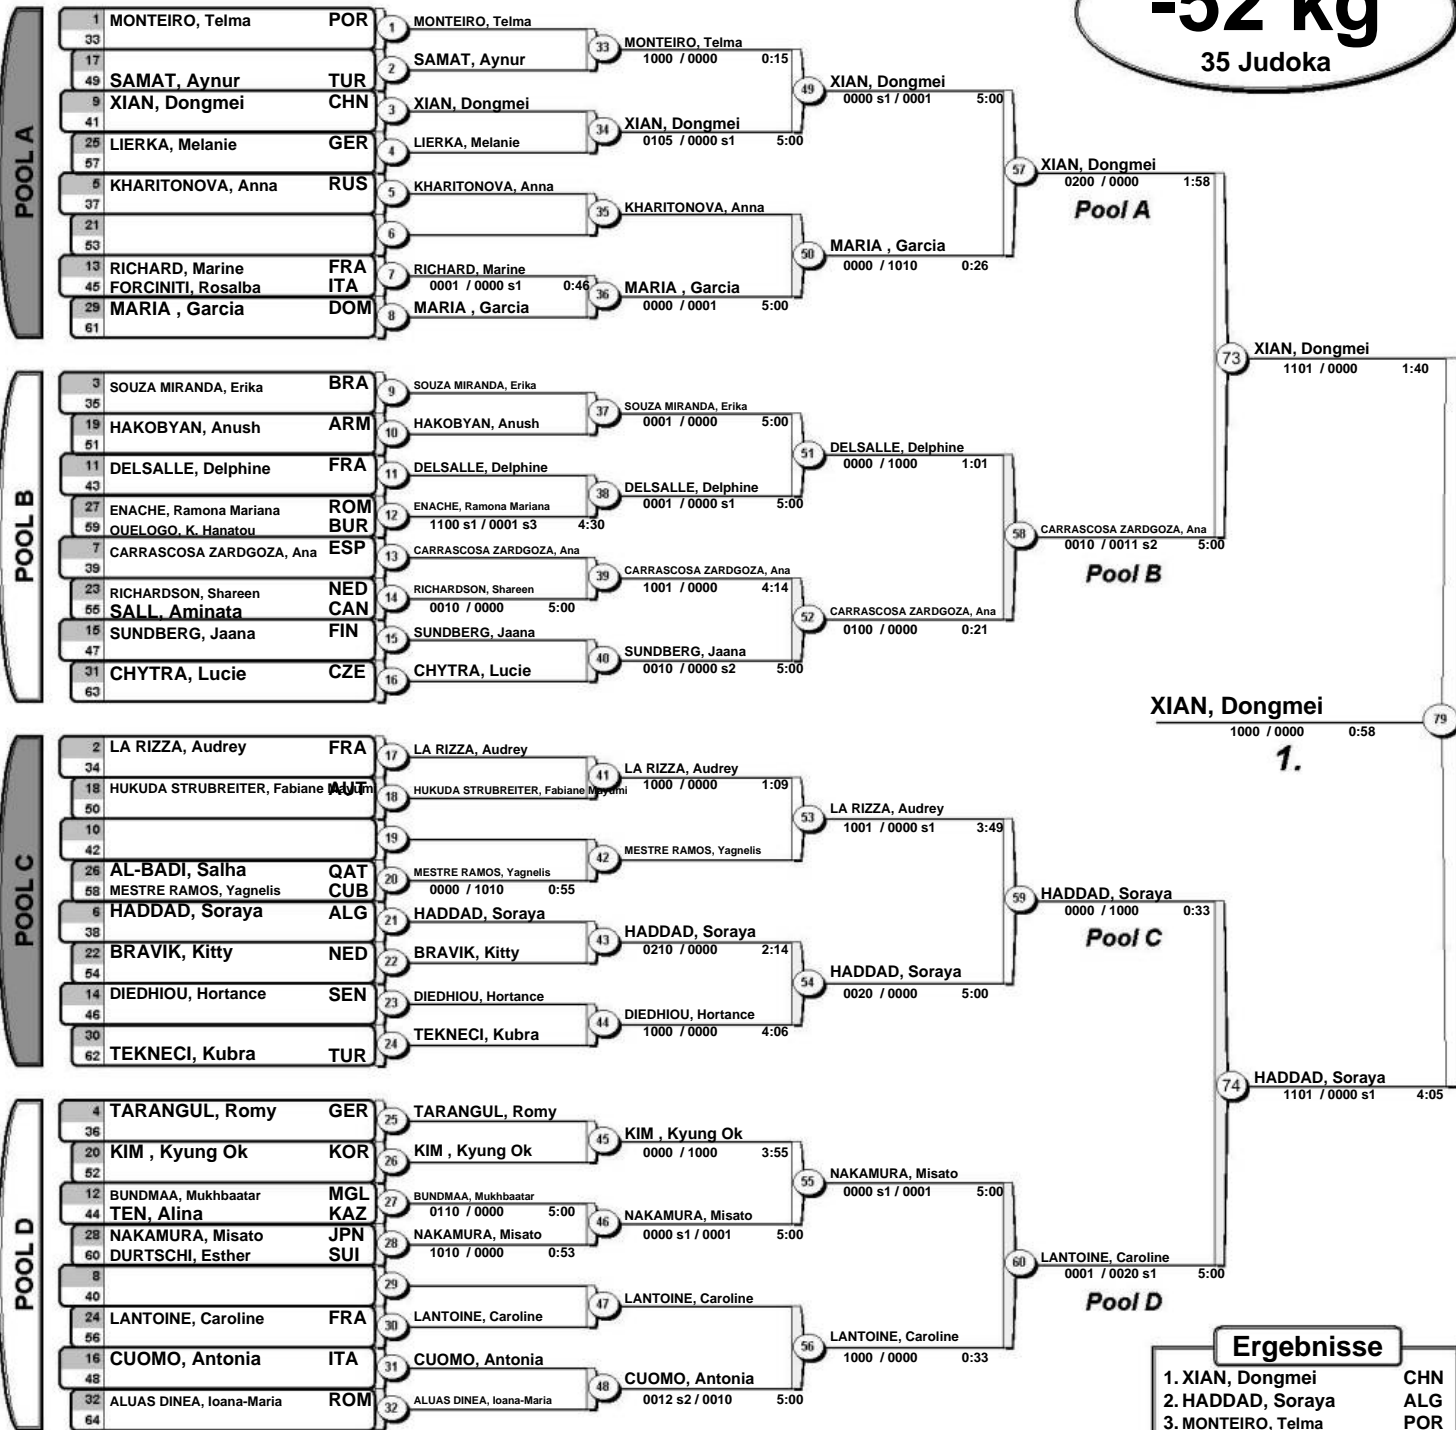 -52 kg
35 Judoka
POOL A
1 MONTEIRO, Telma POR
33
17
49 SAMAT, Aynur TUR
9 XIAN, Dongmei CHN
41
25 LIERKA, Melanie GER
57
5 KHARITONOVA, Anna RUS
37
21
53
13 RICHARD, Marine FRA
45 FORCINITI, Rosalba ITA
29 MARIA , Garcia DOM
61
1 MONTEIRO, Telma
2 SAMAT, Aynur
3 XIAN, Dongmei
4 LIERKA, Melanie
5 KHARITONOVA, Anna
6
7 RICHARD, Marine
0001 / 0000 s1 0:46
8 MARIA , Garcia
33 MONTEIRO, Telma
1000 / 0000 0:15
34 XIAN, Dongmei
0105 / 0000 s1 5:00
35 KHARITONOVA, Anna
36 MARIA , Garcia
0000 / 0001 5:00
49 XIAN, Dongmei
0000 s1 / 0001 5:00
50 MARIA , Garcia
0000 / 1010 0:26
57 XIAN, Dongmei
0200 / 0000 1:58
Pool A
POOL B
3 SOUZA MIRANDA, Erika BRA
35
19 HAKOBYAN, Anush ARM
51
11 DELSALLE, Delphine FRA
43
27 ENACHE, Ramona Mariana ROM
59 OUELOGO, K. Hanatou BUR
7 CARRASCOSA ZARDGOZA, Ana ESP
39
23 RICHARDSON, Shareen NED
55 SALL, Aminata CAN
15 SUNDBERG, Jaana FIN
47
31 CHYTRA, Lucie CZE
63
9 SOUZA MIRANDA, Erika
10 HAKOBYAN, Anush
11 DELSALLE, Delphine
12 ENACHE, Ramona Mariana
1100 s1 / 0001 s3 4:30
13 CARRASCOSA ZARDGOZA, Ana
14 RICHARDSON, Shareen
0010 / 0000 5:00
15 SUNDBERG, Jaana
16 CHYTRA, Lucie
37 SOUZA MIRANDA, Erika
0001 / 0000 5:00
38 DELSALLE, Delphine
0001 / 0000 s1 5:00
39 CARRASCOSA ZARDGOZA, Ana
1001 / 0000 4:14
40 SUNDBERG, Jaana
0010 / 0000 s2 5:00
51 DELSALLE, Delphine
0000 / 1000 1:01
52 CARRASCOSA ZARDGOZA, Ana
0100 / 0000 0:21
58 CARRASCOSA ZARDGOZA, Ana
0010 / 0011 s2 5:00
Pool B
73 XIAN, Dongmei
1101 / 0000 1:40
XIAN, Dongmei
1000 / 0000 0:58
79
1.
POOL C
2 LA RIZZA, Audrey FRA
34
18 HUKUDA STRUBREITER, Fabiane Mayumi AUT
50
10
42
26 AL-BADI, Salha QAT
58 MESTRE RAMOS, Yagnelis CUB
6 HADDAD, Soraya ALG
38
22 BRAVIK, Kitty NED
54
14 DIEDHIOU, Hortance SEN
46
30
62 TEKNECI, Kubra TUR
17 LA RIZZA, Audrey
18 HUKUDA STRUBREITER, Fabiane Mayumi
19
20 MESTRE RAMOS, Yagnelis
0000 / 1010 0:55
21 HADDAD, Soraya
22 BRAVIK, Kitty
23 DIEDHIOU, Hortance
24 TEKNECI, Kubra
41 LA RIZZA, Audrey
1000 / 0000 1:09
42 MESTRE RAMOS, Yagnelis
43 HADDAD, Soraya
0210 / 0000 2:14
44 DIEDHIOU, Hortance
1000 / 0000 4:06
53 LA RIZZA, Audrey
1001 / 0000 s1 3:49
54 HADDAD, Soraya
0020 / 0000 5:00
59 HADDAD, Soraya
0000 / 1000 0:33
Pool C
74 HADDAD, Soraya
1101 / 0000 s1 4:05
POOL D
4 TARANGUL, Romy GER
36
20 KIM , Kyung Ok KOR
52
12 BUNDMAA, Mukhbaatar MGL
44 TEN, Alina KAZ
28 NAKAMURA, Misato JPN
60 DURTSCHI, Esther SUI
8
40
24 LANTOINE, Caroline FRA
56
16 CUOMO, Antonia ITA
48
32 ALUAS DINEA, Ioana-Maria ROM
64
25 TARANGUL, Romy
26 KIM , Kyung Ok
27 BUNDMAA, Mukhbaatar
0110 / 0000 5:00
28 NAKAMURA, Misato
1010 / 0000 0:53
29
30 LANTOINE, Caroline
31 CUOMO, Antonia
32 ALUAS DINEA, Ioana-Maria
45 KIM , Kyung Ok
0000 / 1000 3:55
46 NAKAMURA, Misato
0000 s1 / 0001 5:00
47 LANTOINE, Caroline
48 CUOMO, Antonia
0012 s2 / 0010 5:00
55 NAKAMURA, Misato
0000 s1 / 0001 5:00
56 LANTOINE, Caroline
1000 / 0000 0:33
60 LANTOINE, Caroline
0001 / 0020 s1 5:00
Pool D
Ergebnisse
1. XIAN, Dongmei CHN
2. HADDAD, Soraya ALG
3. MONTEIRO, Telma POR